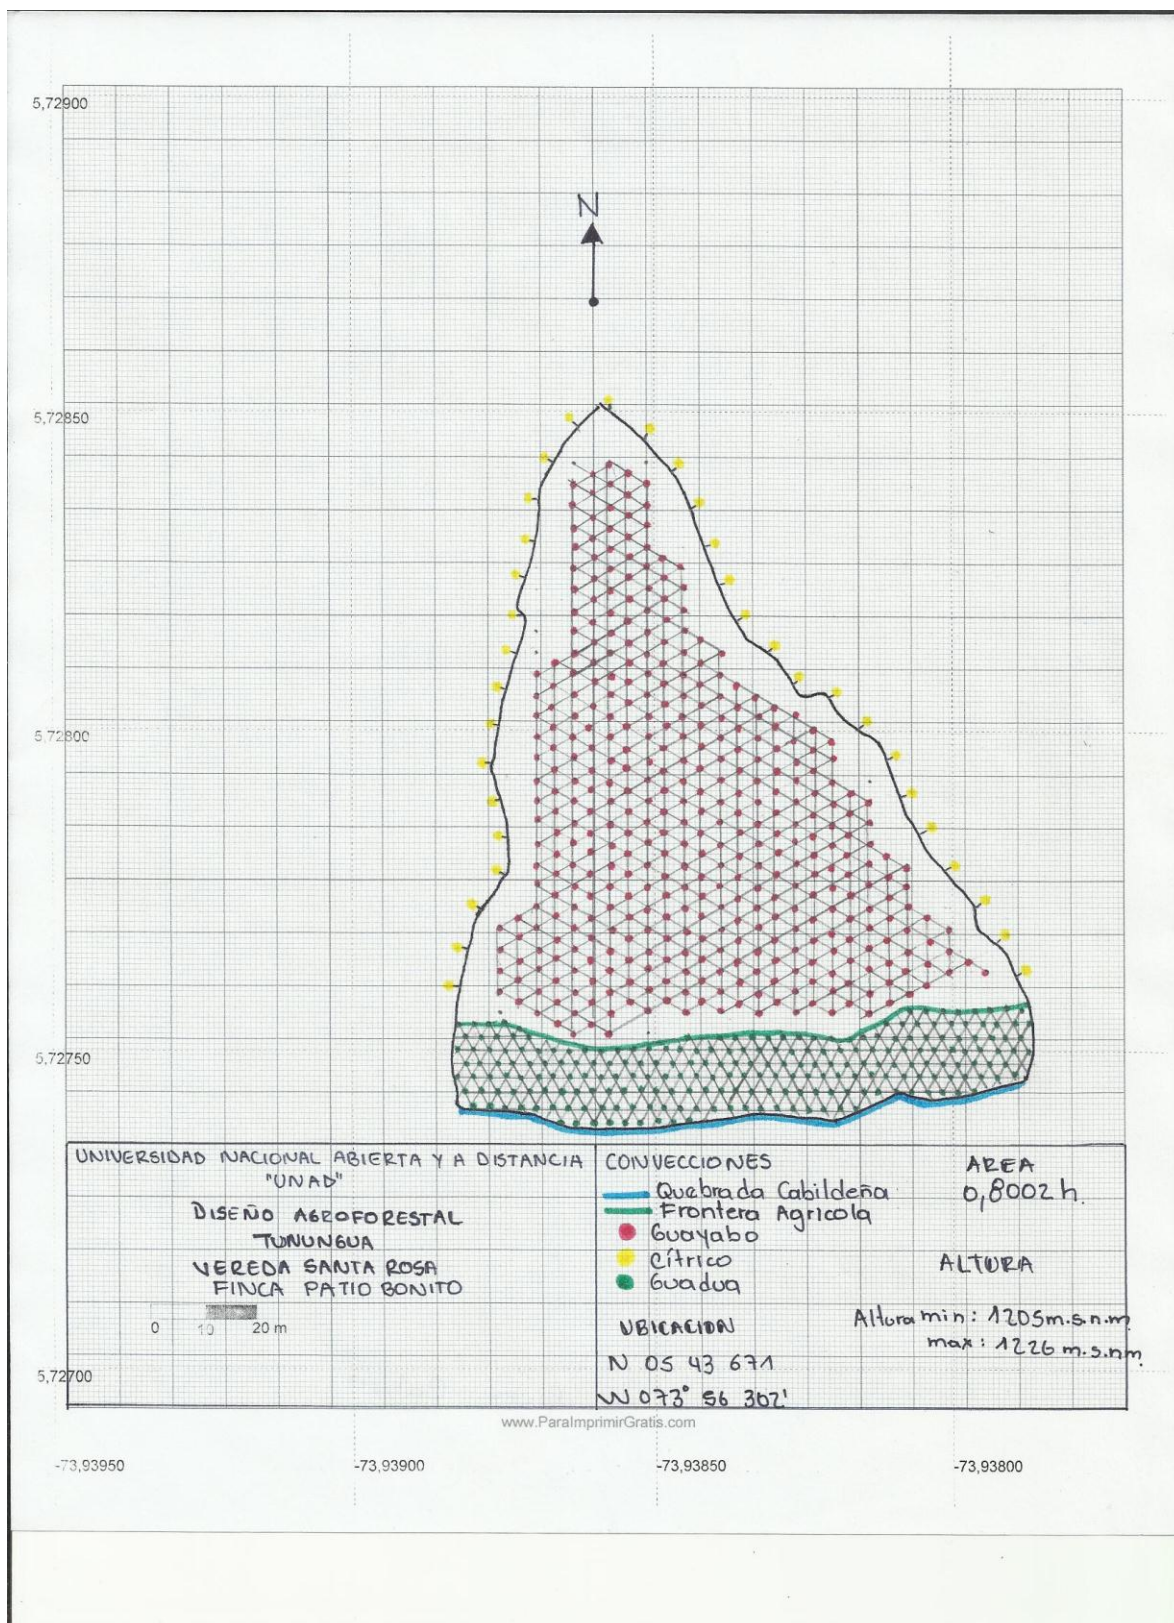 5,72900
N
5,72850
5,72800
5,72750
UNIVERSIDAD NACIONAL ABIERTA Y A DISTANCIA
"UNAD"
DISEÑO AGROFORESTAL
TUNUNGUA
VEREDA SANTA ROSA
FINCA PATIO BONITO
0 10 20 m
CONVECCIONES
Quebrada Cabildeña
Frontera Agricola
Guayabo
Cítrico
Guadua
UBICACION
N 05 43 671
W 073° 56 302'
AREA
0,8002 h.
ALTURA
Altura min: 1205 m.s.n.m.
max: 1226 m.s.nm.
5,72700
www.ParaImprimirGratis.com
-73,93950 -73,93900 -73,93850 -73,93800